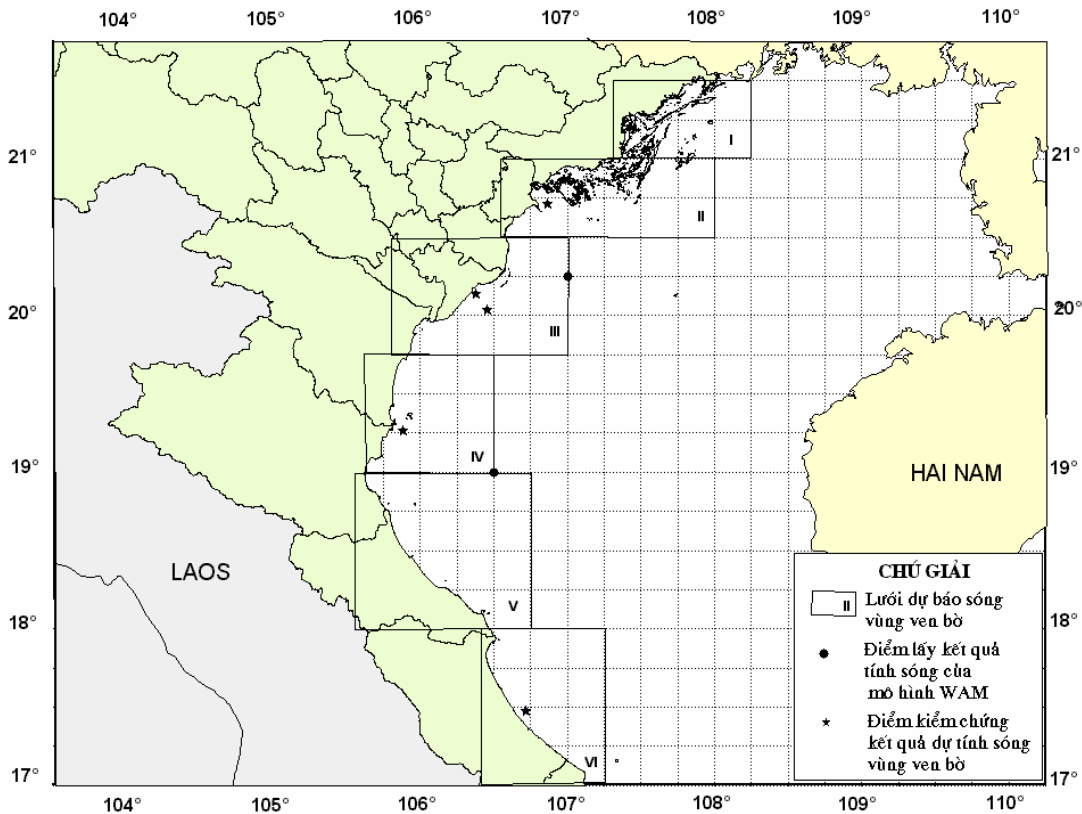 104° 105° 106° 107° 108° 109° 110°
I
21° 21°
II
20° 20°
III
S
IV
19° 19°
HAI NAM
LAOS
V
18° 18°
VI
17° 17°
104° 105° 106° 107° 108° 109° 110°
CHÚ GIẢI
II Lưới dự báo sóng
vùng ven bờ
Điểm lấy kết quả
tính sóng của
mô hình WAM
Điểm kiểm chứng
kết quả dự tính sóng
vùng ven bờ